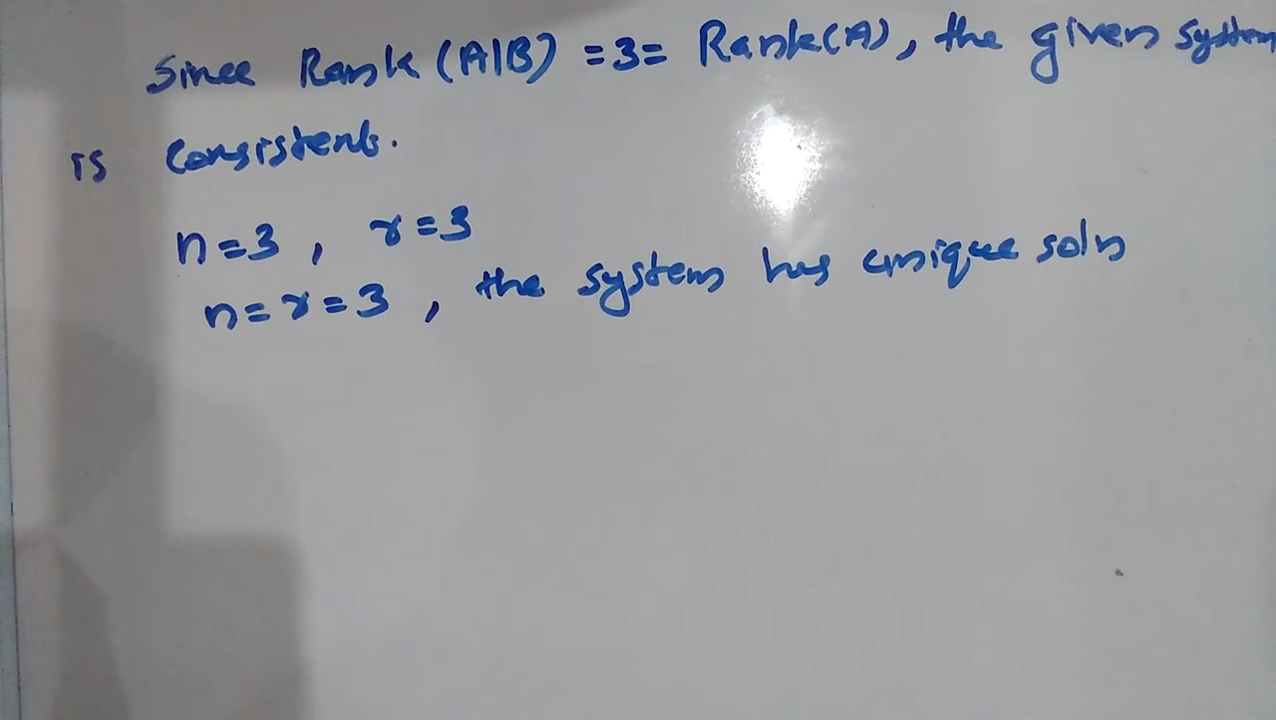 Since Rank (A|B) = 3 = Rank(A), the given system
is consistent.
n = 3 , r = 3
n = r = 3 , the system has unique soln